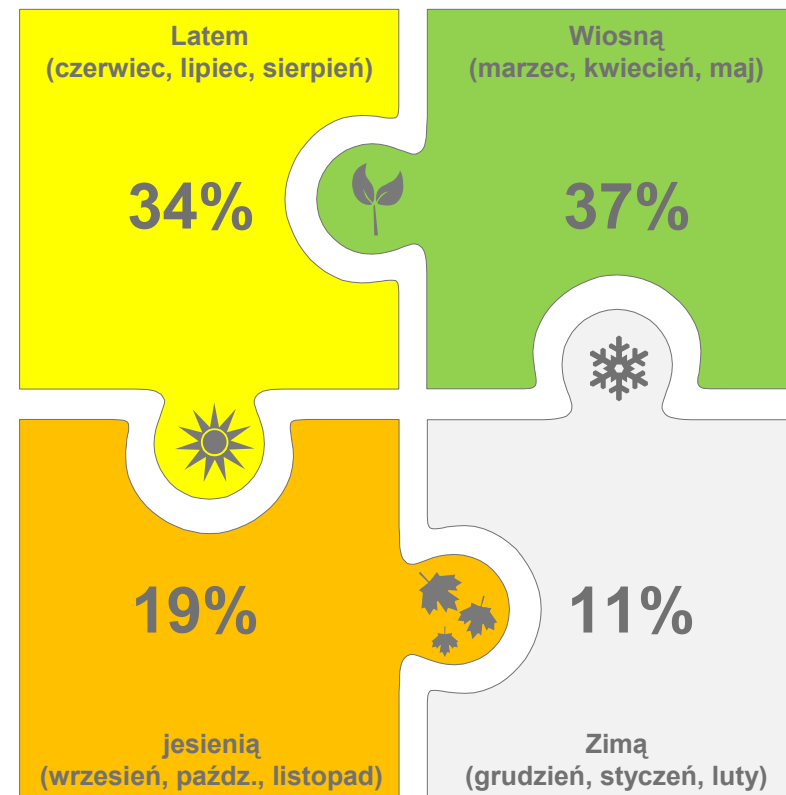 Latem
(czerwiec, lipiec, sierpień)
34%
Wiosną
(marzec, kwiecień, maj)
37%
19%
jesienią
(wrzesień, paźdz., listopad)
11%
Zimą
(grudzień, styczeń, luty)